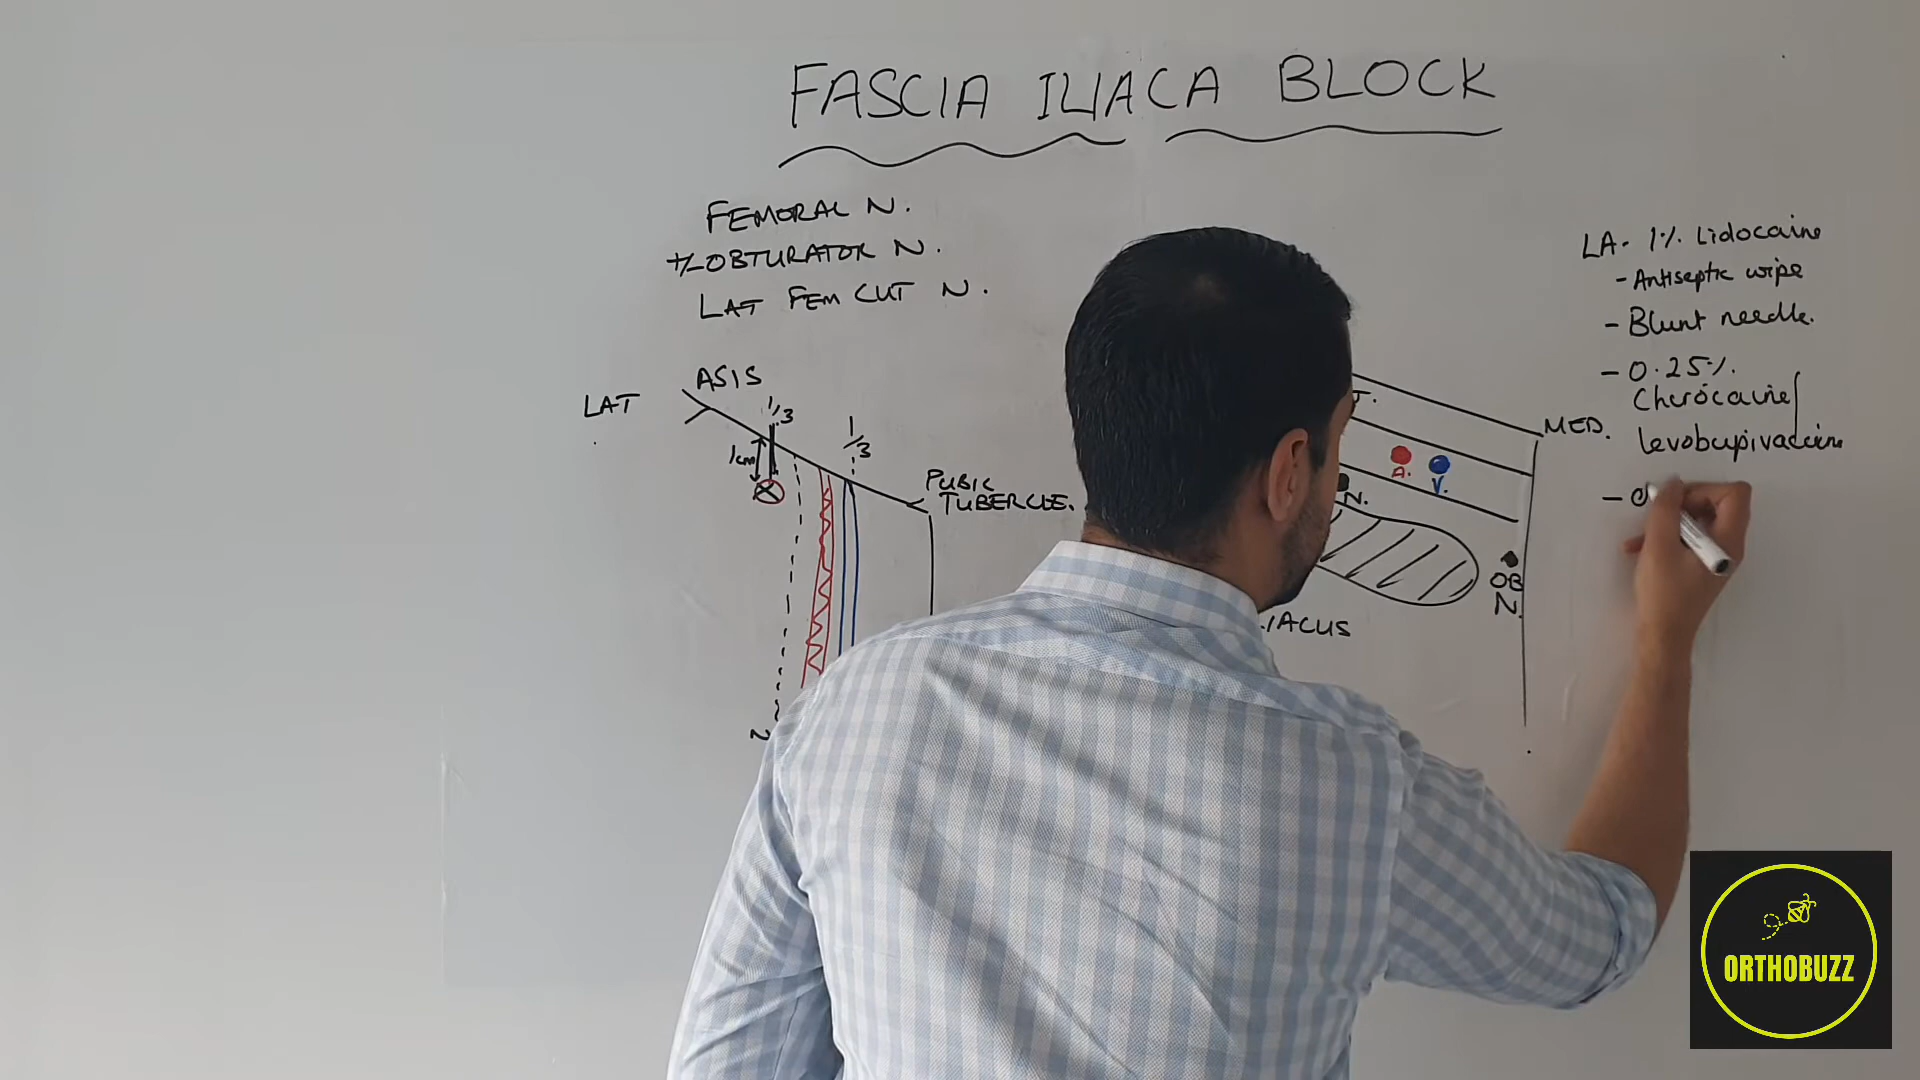 FASCIA ILIACA BLOCK
FEMORAL N.
+/- OBTURATOR N.
LAT FEM CUT N.
LAT
ASIS
1/3
1/3
1cm
PUBIC
TUBERCLE.
N
MED.
A.
V.
N.
OB
N.
IACUS
LA - 1% Lidocaine
- Antiseptic wipe
- Blunt needle.
- 0.25%
Chirocaine/
levobupivacaine
ORTHOBUZZ